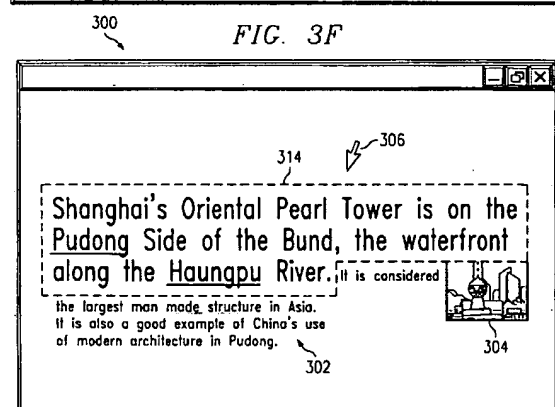 300
FIG. 3F
306
314
Shanghai's Oriental Pearl Tower is on the
Pudong Side of the Bund, the waterfront
along the Haungpu River. It is considered
the largest man made structure in Asia.
It is also a good example of China's use
of modern architecture in Pudong.
304
302